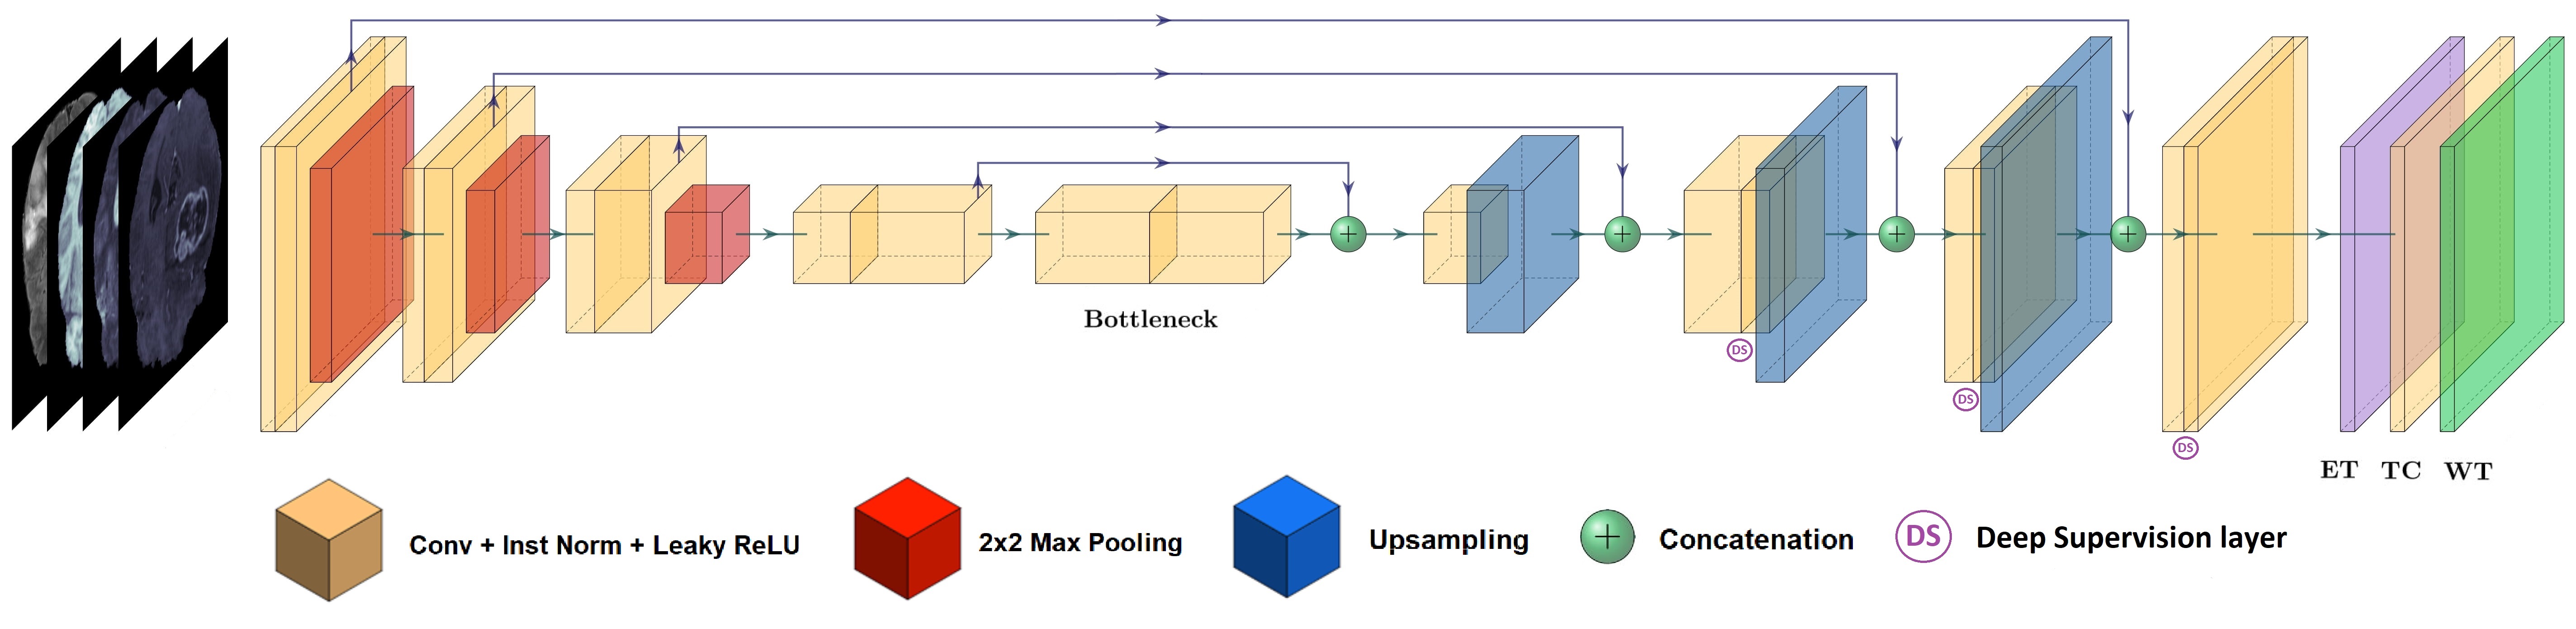 Bottleneck
DS
DS
DS
ET TC WT
Conv + Inst Norm + Leaky ReLU
2x2 Max Pooling
Upsampling
+ Concatenation
DS Deep Supervision layer